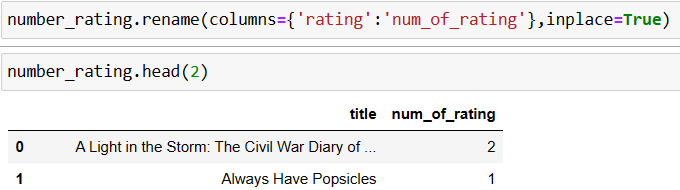 number_rating.rename(columns={'rating':'num_of_rating'},inplace=True)
number_rating.head(2)
title num_of_rating
0 A Light in the Storm: The Civil War Diary of ... 2
1 Always Have Popsicles 1